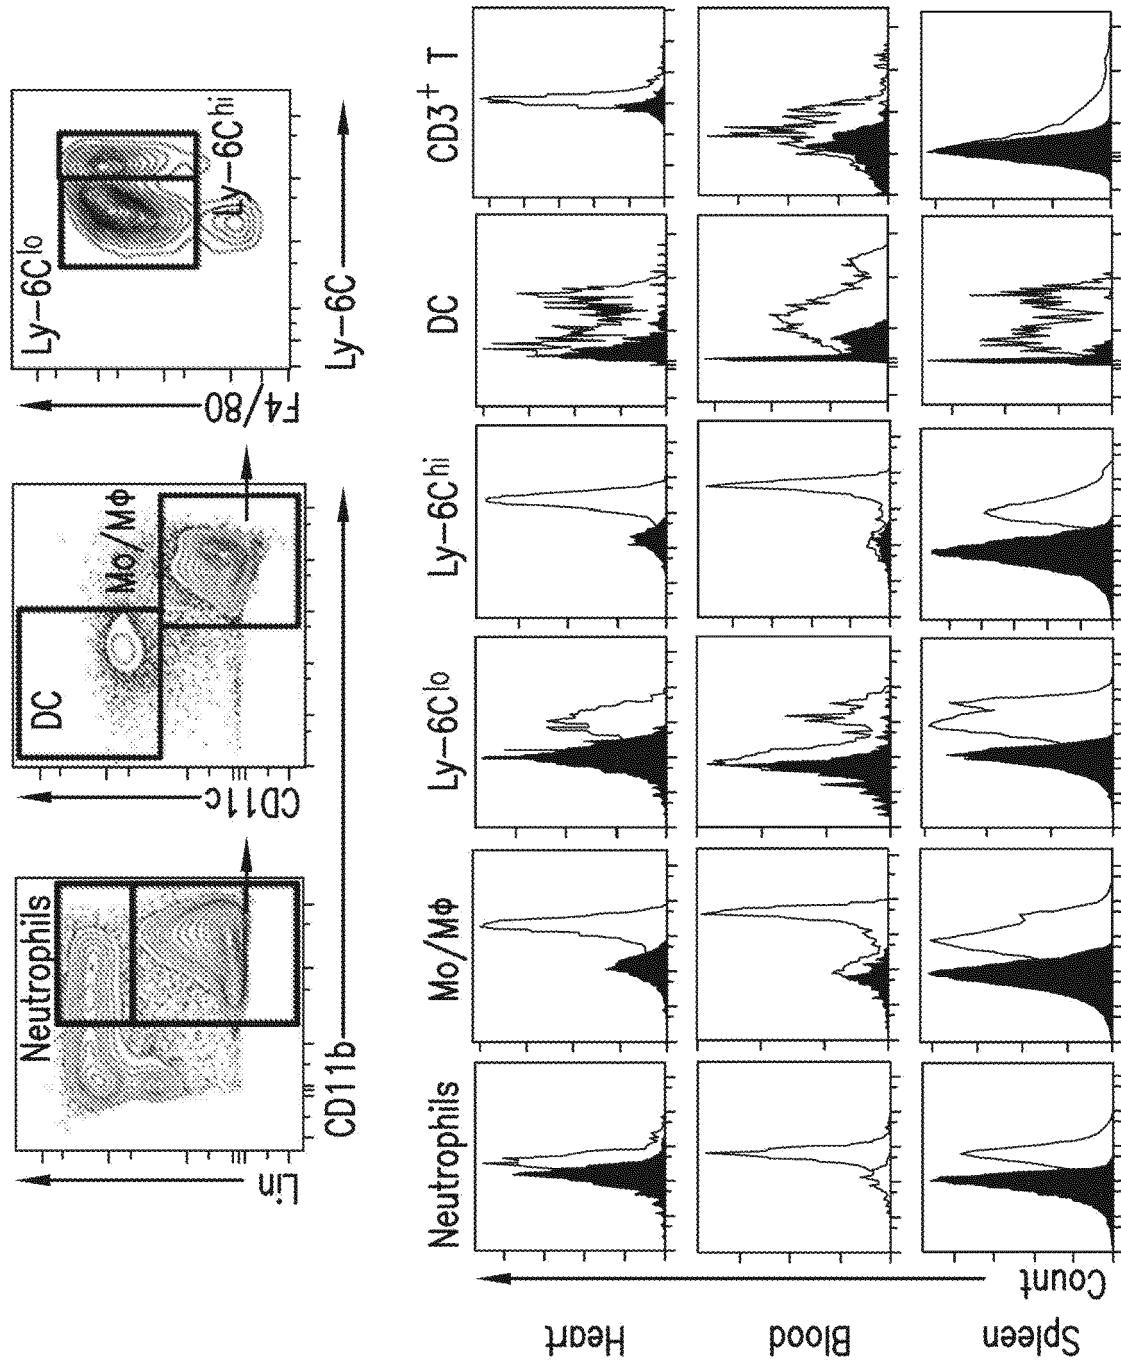 Neutrophils
Lin
CD11b
DC
Mo/MΦ
CD11c
Ly-6C^lo
Ly-6C^hi
F4/80
Ly-6C
Neutrophils
Mo/MΦ
Ly-6C^lo
Ly-6C^hi
DC
CD3^+ T
Heart
Blood
Spleen
Count